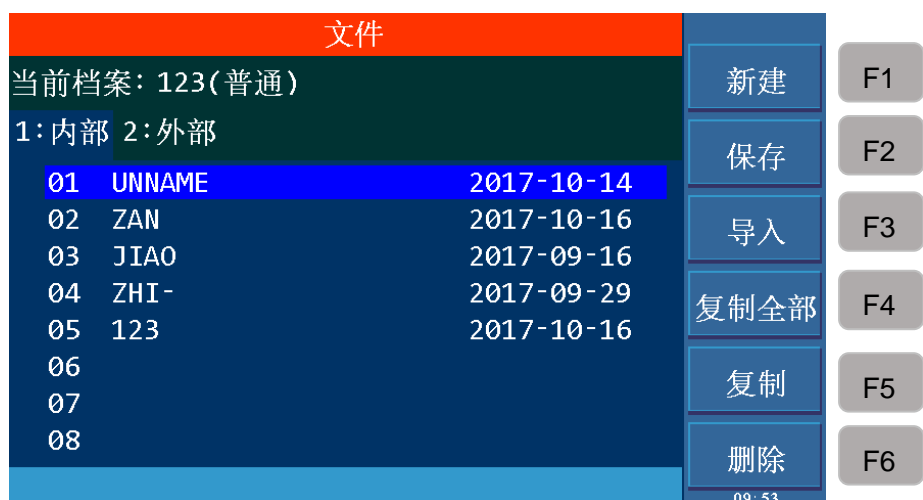 文件
当前档案: 123(普通)
1:内部 2:外部
01 UNNAME 2017-10-14
02 ZAN 2017-10-16
03 JIAO 2017-09-16
04 ZHI- 2017-09-29
05 123 2017-10-16
06
07
08
新建 F1
保存 F2
导入 F3
复制全部 F4
复制 F5
删除 F6
09:53